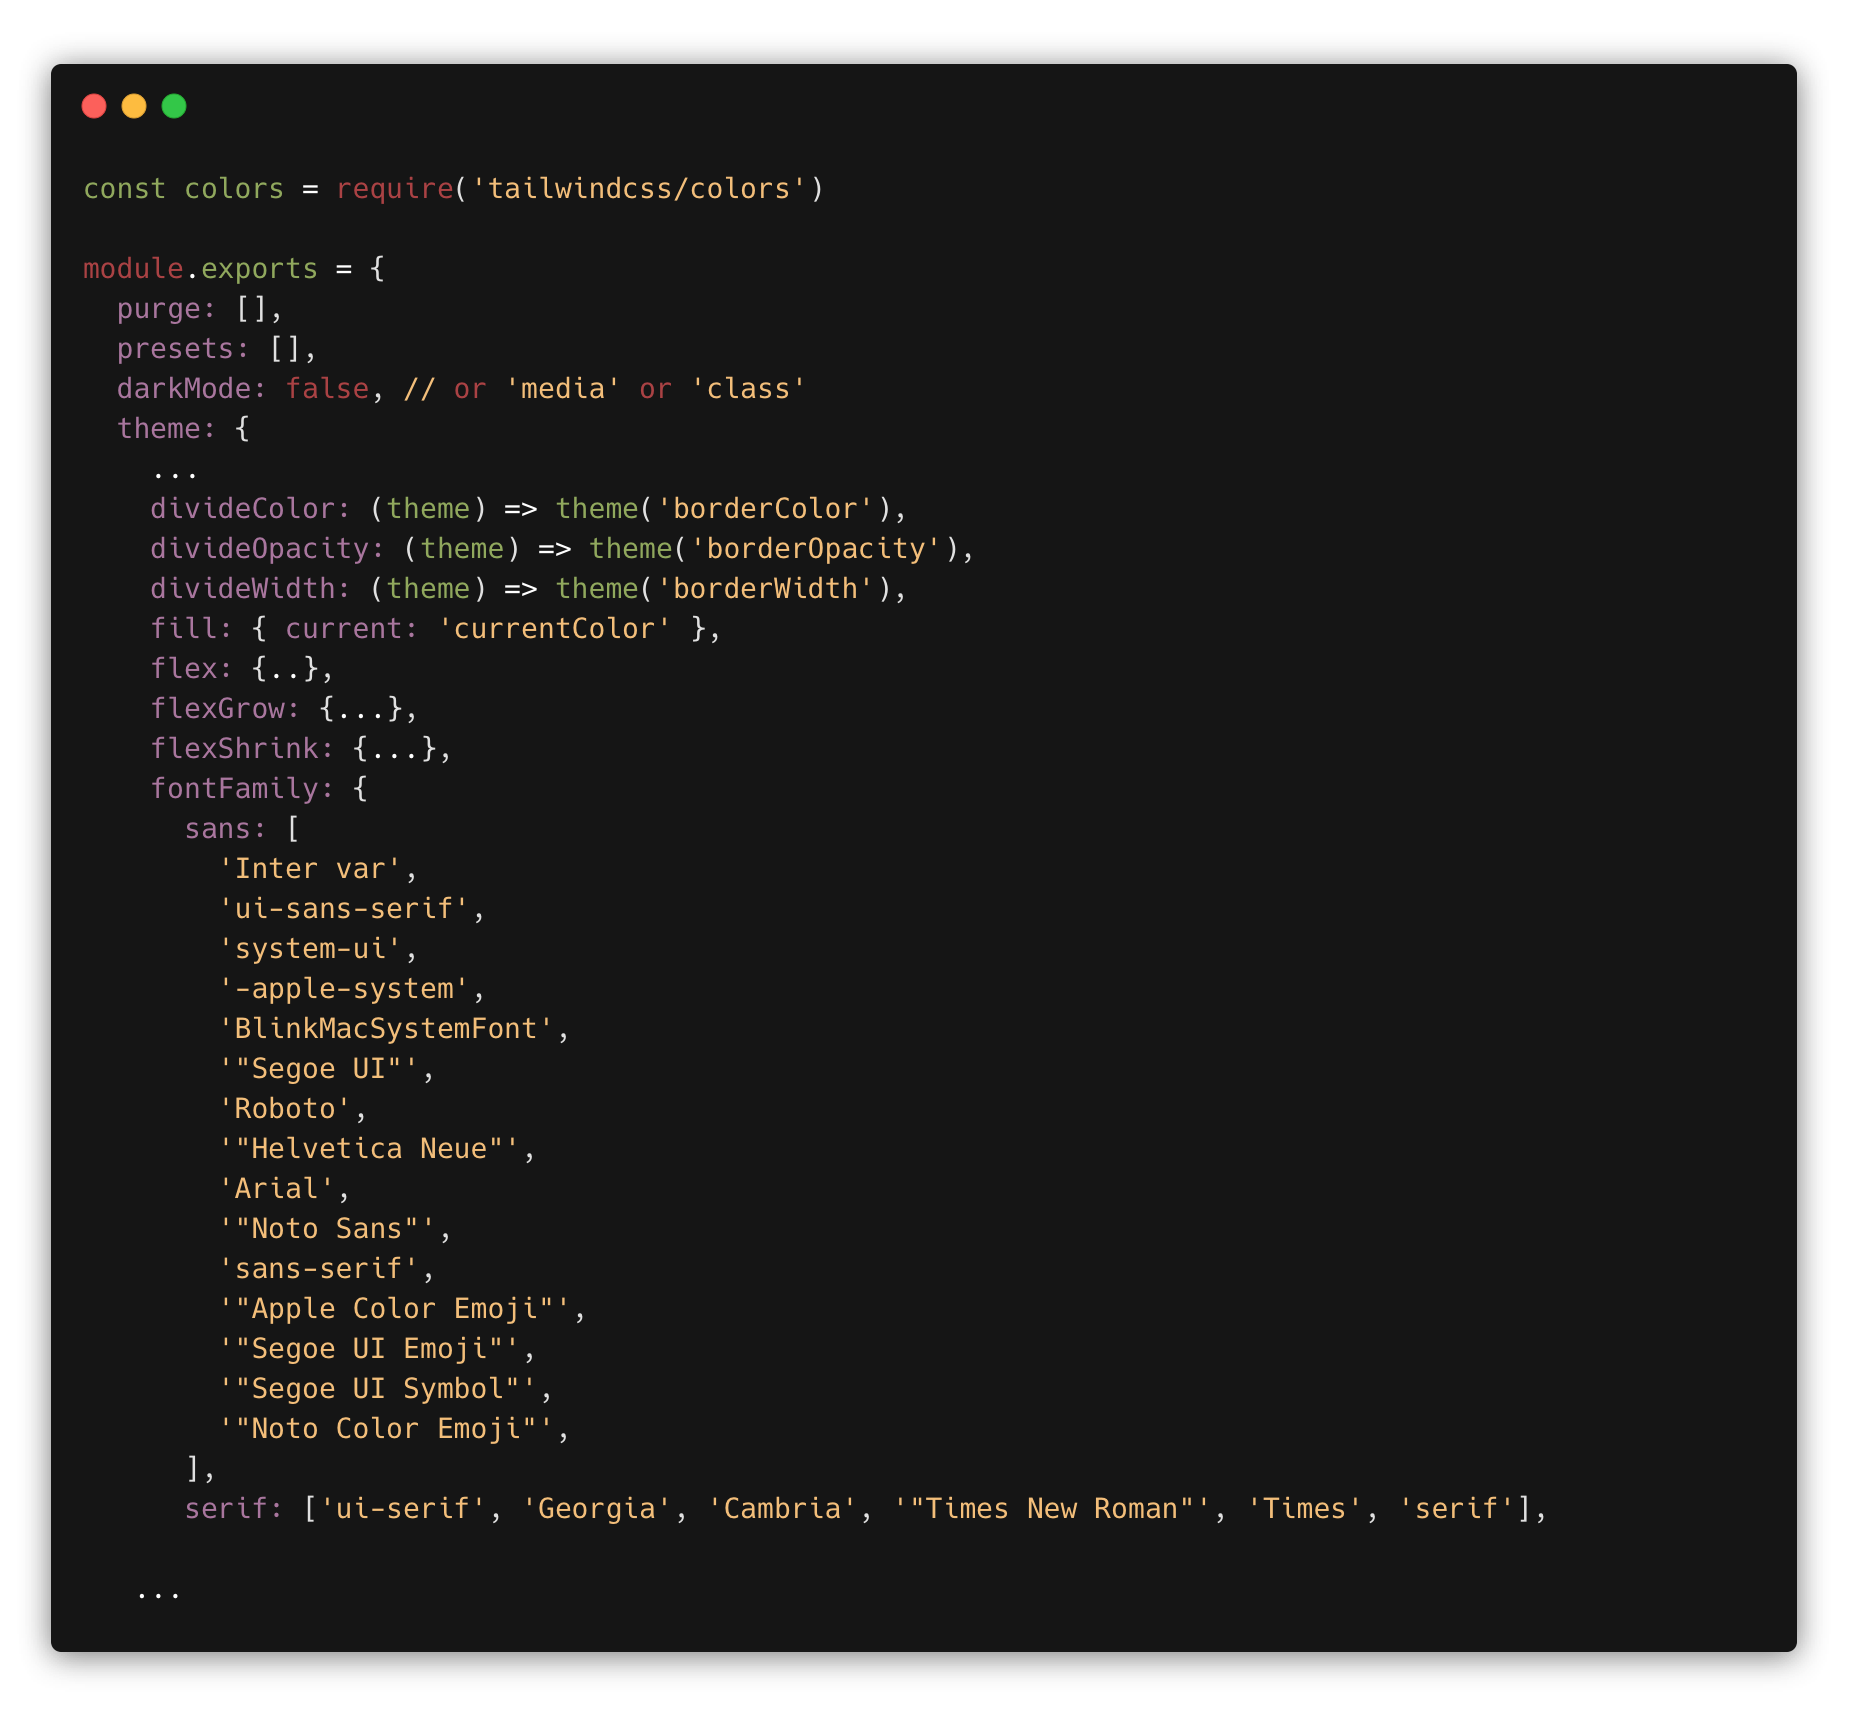 const colors = require('tailwindcss/colors')

module.exports = {
  purge: [],
  presets: [],
  darkMode: false, // or 'media' or 'class'
  theme: {
    ...
    divideColor: (theme) => theme('borderColor'),
    divideOpacity: (theme) => theme('borderOpacity'),
    divideWidth: (theme) => theme('borderWidth'),
    fill: { current: 'currentColor' },
    flex: {..},
    flexGrow: {...},
    flexShrink: {...},
    fontFamily: {
      sans: [
        'Inter var',
        'ui-sans-serif',
        'system-ui',
        '-apple-system',
        'BlinkMacSystemFont',
        '"Segoe UI"',
        'Roboto',
        '"Helvetica Neue"',
        'Arial',
        '"Noto Sans"',
        'sans-serif',
        '"Apple Color Emoji"',
        '"Segoe UI Emoji"',
        '"Segoe UI Symbol"',
        '"Noto Color Emoji"',
      ],
      serif: ['ui-serif', 'Georgia', 'Cambria', '"Times New Roman"', 'Times', 'serif'],

   ...